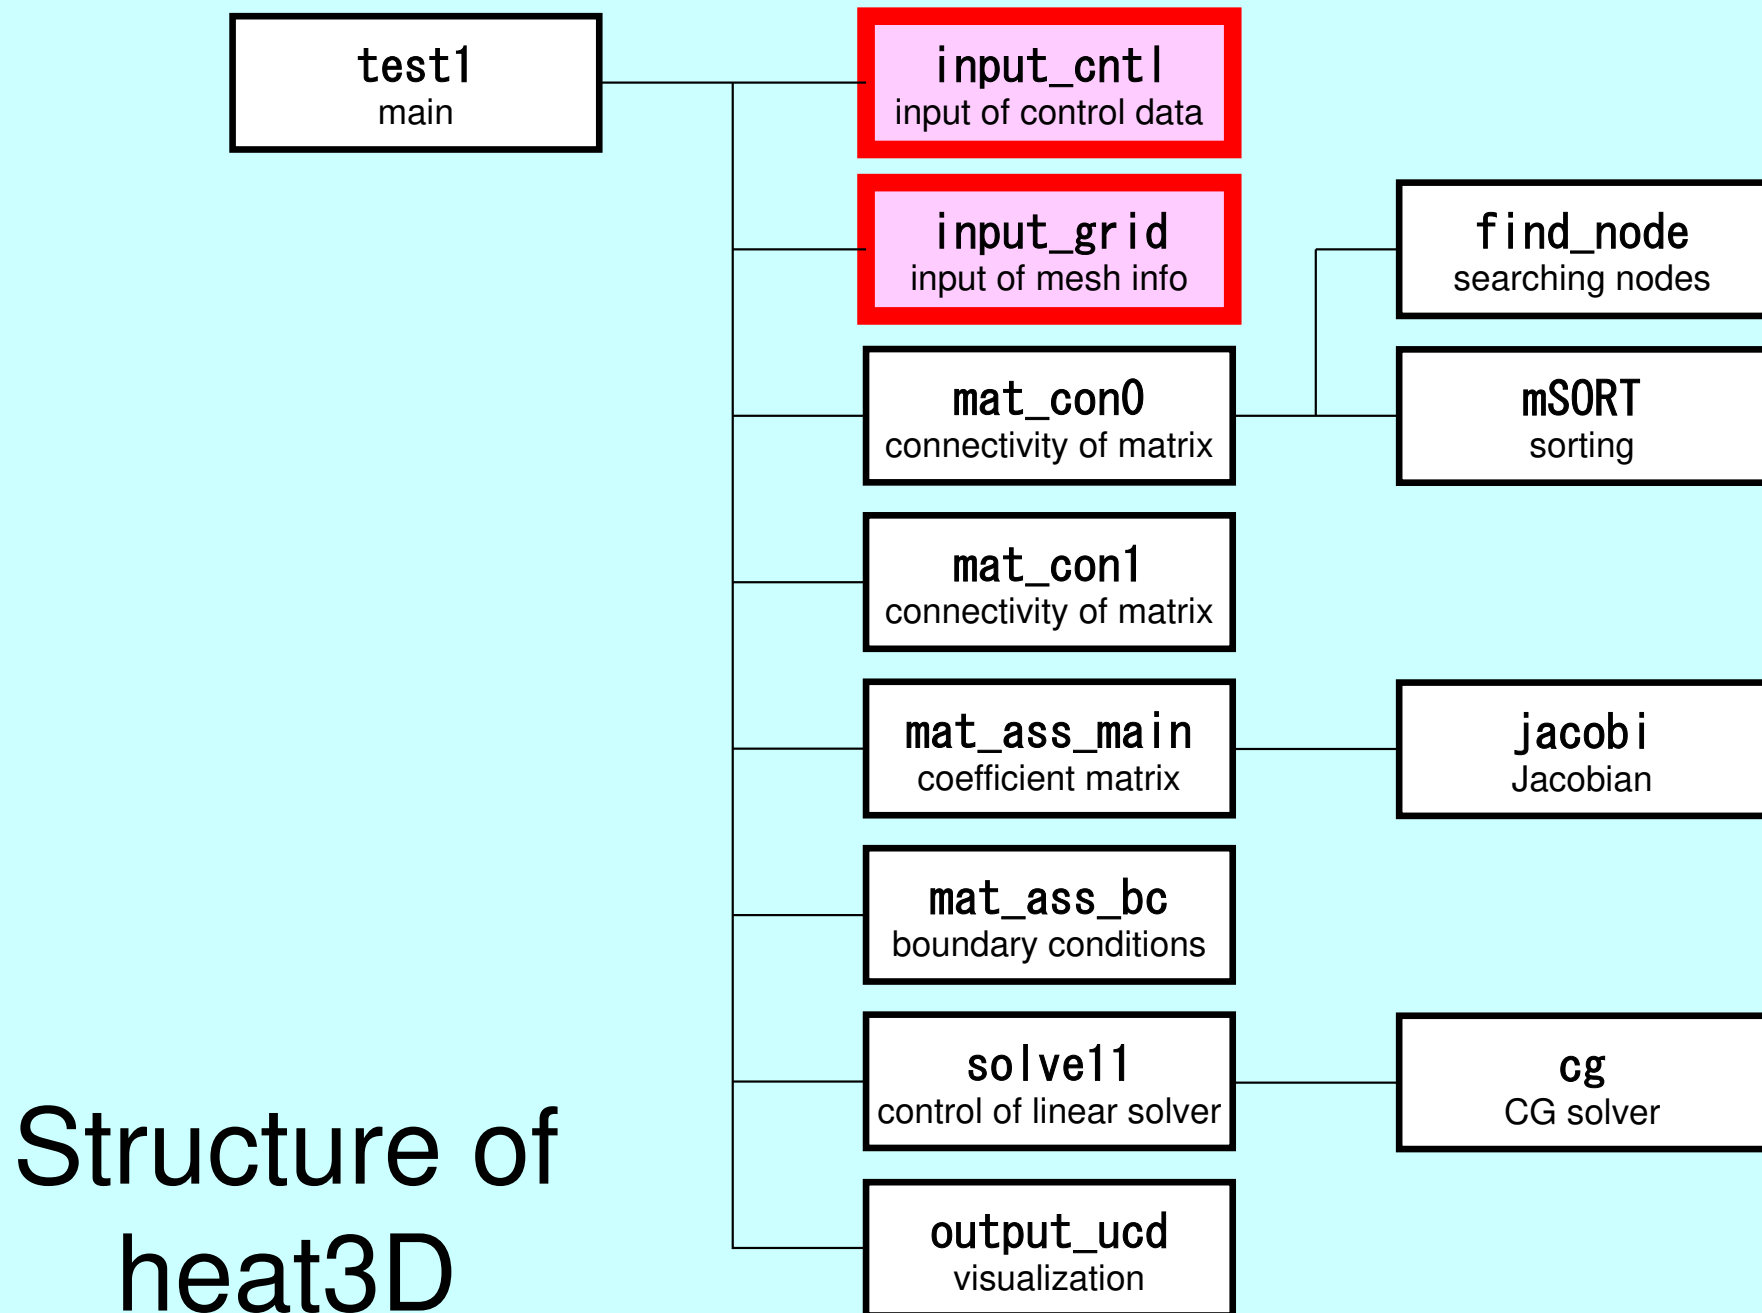 test1
main
input_cntl
input of control data
input_grid
input of mesh info
find_node
searching nodes
mat_con0
connectivity of matrix
mSORT
sorting
mat_con1
connectivity of matrix
mat_ass_main
coefficient matrix
jacobi
Jacobian
mat_ass_bc
boundary conditions
solve11
control of linear solver
cg
CG solver
output_ucd
visualization
Structure of
heat3D